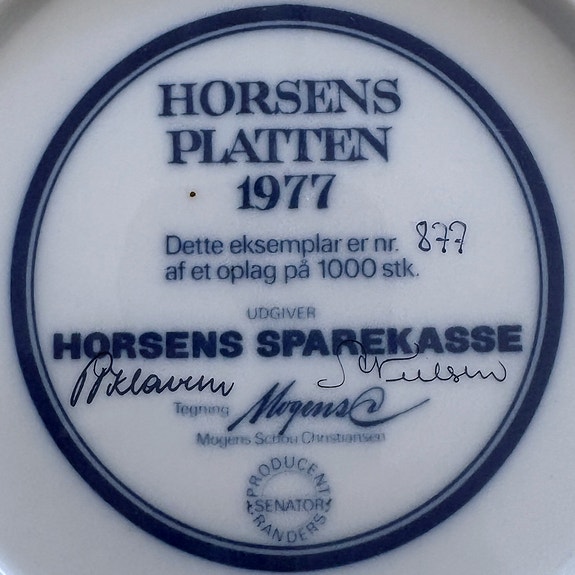 HORSENS
PLATTEN
1977
Dette eksemplar er nr. 877
af et oplag på 1000 stk.
UDGIVER
HORSENS SPAREKASSE
Tegning Mogens
Mogens Schou Christiansen
PRODUCENT
SENATOR
RANDERS